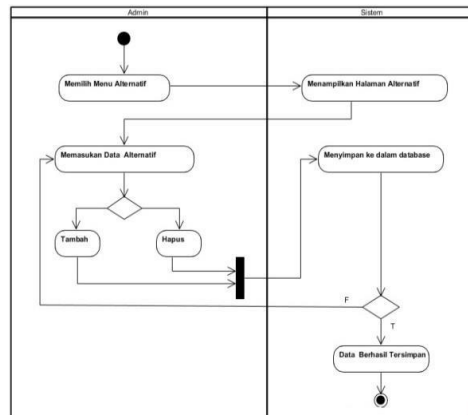 Admin
Sistem
Memilih Menu Alternatif
Menampilkan Halaman Alternatif
Memasukan Data Alternatif
Menyimpan ke dalam database
Tambah
Hapus
F
T
Data Berhasil Tersimpan